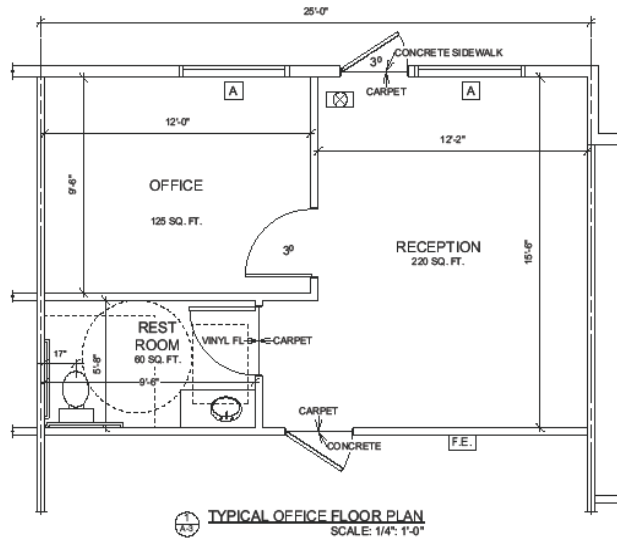 25'-0"
3⁰
CONCRETE SIDEWALK
A
CARPET
A
12'-0"
12'-2"
9'-6"
OFFICE
125 SQ. FT.
3⁰
RECEPTION
220 SQ. FT.
15'-6"
REST
ROOM
60 SQ. FT.
VINYL FL
CARPET
17"
5'-8"
9'-6"
CARPET
CONCRETE
F.E.
1
A-3
TYPICAL OFFICE FLOOR PLAN
SCALE: 1/4": 1'-0"